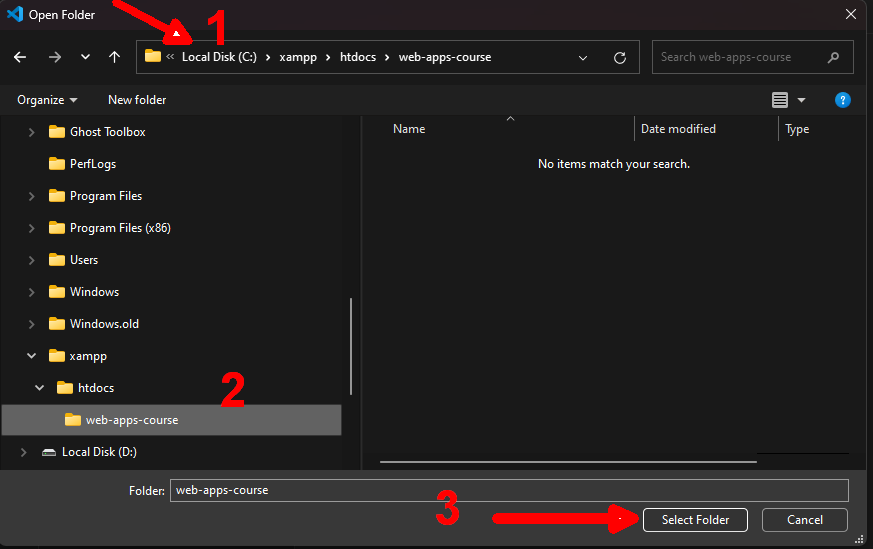 Open Folder
1
« Local Disk (C:) › xampp › htdocs › web-apps-course
Search web-apps-course
Organize
New folder
?
Name
Date modified
Type
No items match your search.
Ghost Toolbox
PerfLogs
Program Files
Program Files (x86)
Users
Windows
Windows.old
xampp
htdocs
2
web-apps-course
Local Disk (D:)
Folder: web-apps-course
3
Select Folder
Cancel